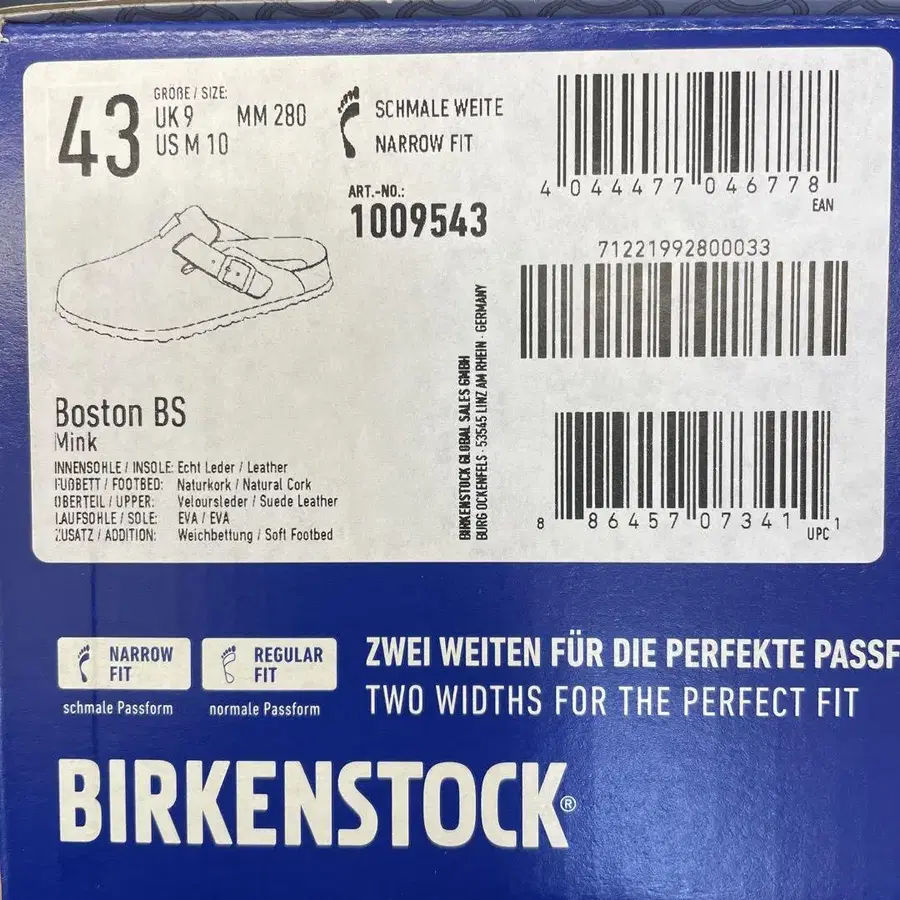 43
GRÖßE / SIZE:
UK 9
US M 10
MM 280
SCHMALE WEITE
NARROW FIT
ART.-NO.:
1009543
4 044477 046778
EAN
71221992800033
8 86457 07341 1
UPC
BIRKENSTOCK GLOBAL SALES GMBH
BURG OCKENFELS · 53545 LINZ AM RHEIN · GERMANY
Boston BS
Mink
INNENSOHLE / INSOLE: Echt Leder / Leather
FUßBETT / FOOTBED: Naturkork / Natural Cork
OBERTEIL / UPPER: Veloursleder / Suede Leather
LAUFSOHLE / SOLE: EVA / EVA
ZUSATZ / ADDITION: Weichbettung / Soft Footbed
NARROW FIT
schmale Passform
REGULAR FIT
normale Passform
ZWEI WEITEN FÜR DIE PERFEKTE PASSF
TWO WIDTHS FOR THE PERFECT FIT
BIRKENSTOCK®